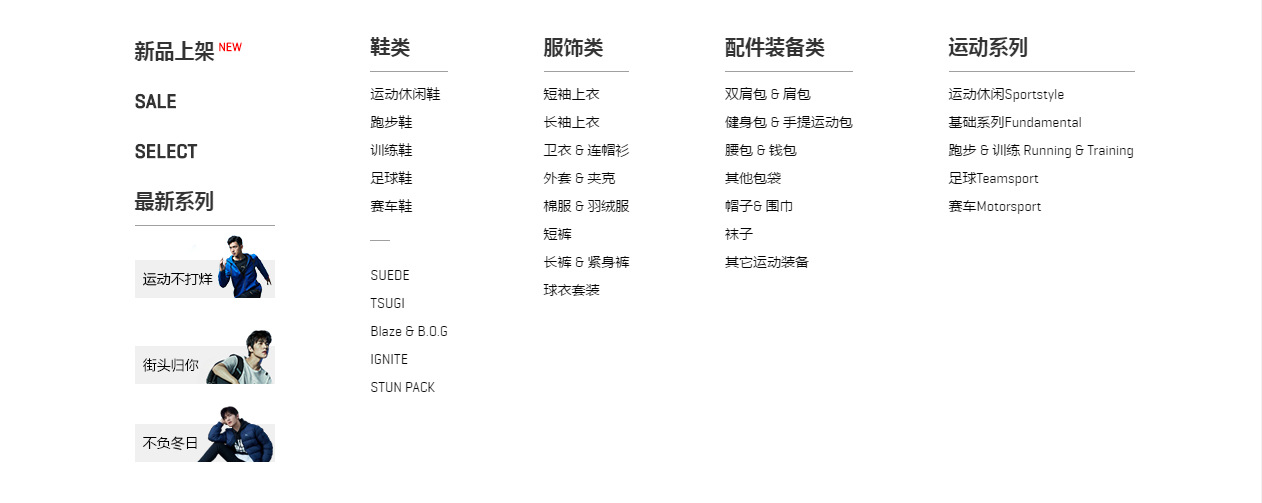 新品上架 NEW
SALE
SELECT
最新系列
运动不打烊
街头归你
不负冬日
鞋类
运动休闲鞋
跑步鞋
训练鞋
足球鞋
赛车鞋
SUEDE
TSUGI
Blaze & B.O.G
IGNITE
STUN PACK
服饰类
短袖上衣
长袖上衣
卫衣 & 连帽衫
外套 & 夹克
棉服 & 羽绒服
短裤
长裤 & 紧身裤
球衣套装
配件装备类
双肩包 & 肩包
健身包 & 手提运动包
腰包 & 钱包
其他包袋
帽子& 围巾
袜子
其它运动装备
运动系列
运动休闲Sportstyle
基础系列Fundamental
跑步 & 训练 Running & Training
足球Teamsport
赛车Motorsport